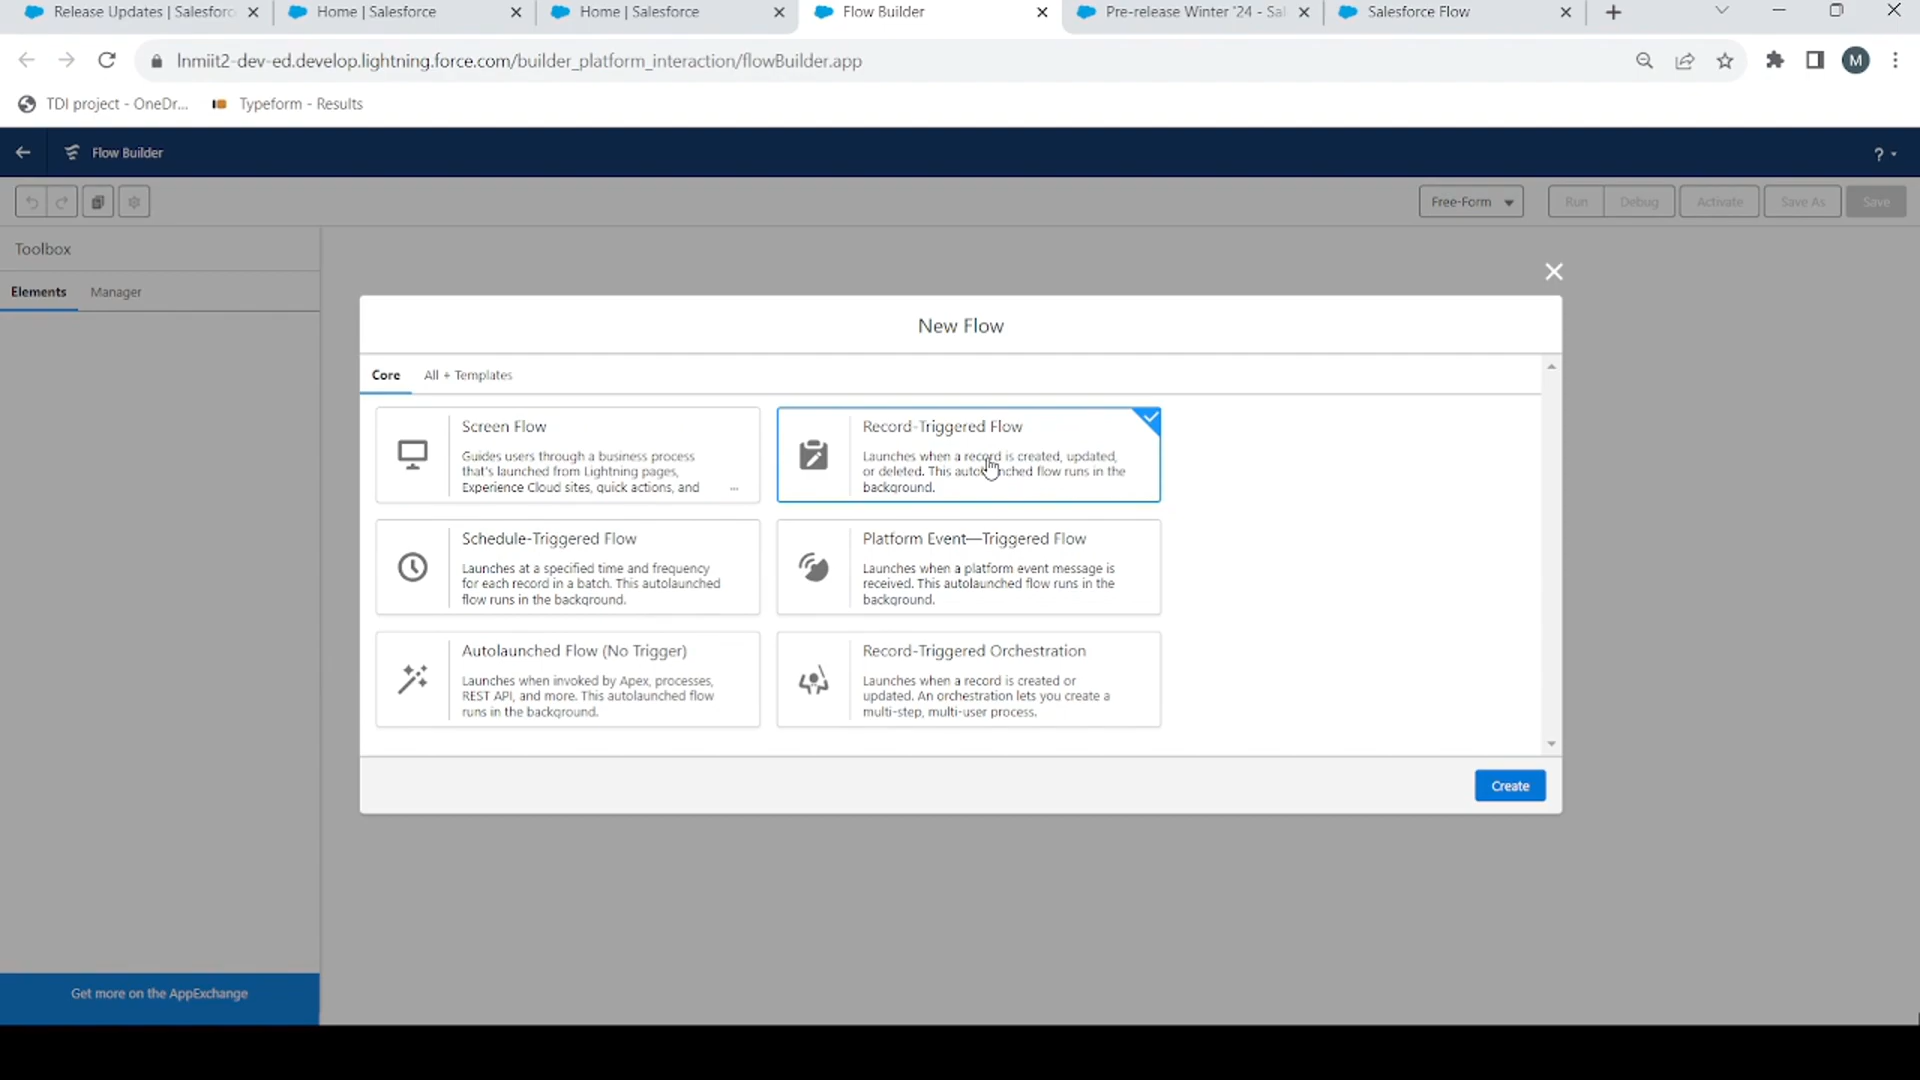 Release Updates | Salesforc
Home | Salesforce
Home | Salesforce
Flow Builder
Pre-release Winter '24 - Sal
Salesforce Flow
lnmiit2-dev-ed.develop.lightning.force.com/builder_platform_interaction/flowBuilder.app
M
TDI project - OneDr...
Typeform - Results
Flow Builder
?
Free-Form
Run
Debug
Activate
Save As
Save
Toolbox
Elements
Manager
New Flow
Core
All + Templates
Screen Flow
Guides users through a business process
that's launched from Lightning pages,
Experience Cloud sites, quick actions, and ...
Record-Triggered Flow
Launches when a record is created, updated,
or deleted. This autolaunched flow runs in the
background.
Schedule-Triggered Flow
Launches at a specified time and frequency
for each record in a batch. This autolaunched
flow runs in the background.
Platform Event—Triggered Flow
Launches when a platform event message is
received. This autolaunched flow runs in the
background.
Autolaunched Flow (No Trigger)
Launches when invoked by Apex, processes,
REST API, and more. This autolaunched flow
runs in the background.
Record-Triggered Orchestration
Launches when a record is created or
updated. An orchestration lets you create a
multi-step, multi-user process.
Create
Get more on the AppExchange